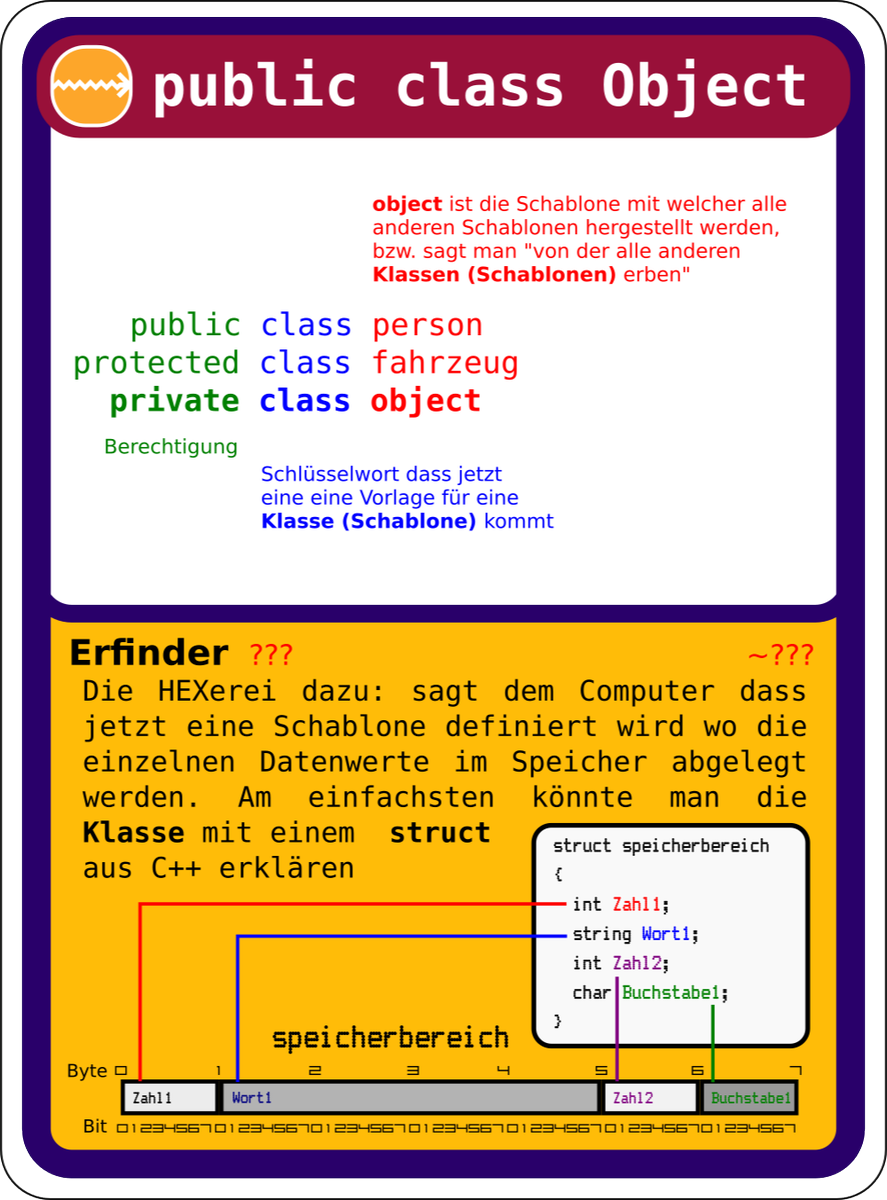 public class Object
object ist die Schablone mit welcher alle
anderen Schablonen hergestellt werden,
bzw. sagt man "von der alle anderen
Klassen (Schablonen) erben"
public class person
protected class fahrzeug
private class object
Berechtigung
Schlüsselwort dass jetzt
eine eine Vorlage für eine
Klasse (Schablone) kommt
Erfinder ??? ~???
Die HEXerei dazu: sagt dem Computer dass
jetzt eine Schablone definiert wird wo die
einzelnen Datenwerte im Speicher abgelegt
werden. Am einfachsten könnte man die
Klasse mit einem struct
aus C++ erklären
struct speicherbereich
{
int Zahl1;
string Wort1;
int Zahl2;
char Buchstabe1;
}
speicherbereich
Byte 0 1 2 3 4 5 6 7
Zahl1 Wort1 Zahl2 Buchstabe1
Bit 01234567012345670123456701234567012345670123456701234567